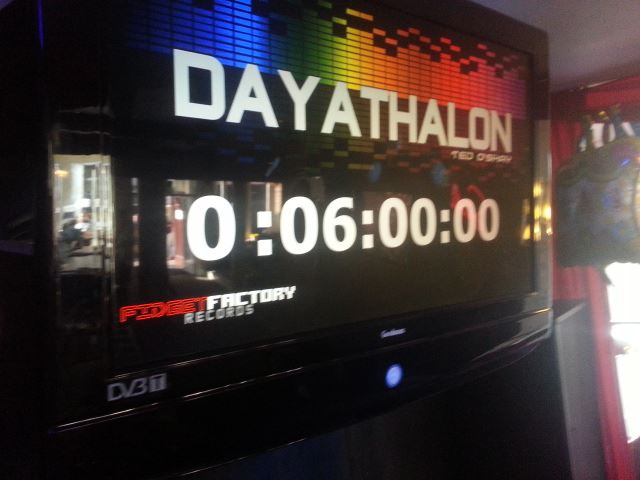 DAYATHALON
TED O'SHAY
0:06:00:00
FIDGETFACTORY
RECORDS
DVB T